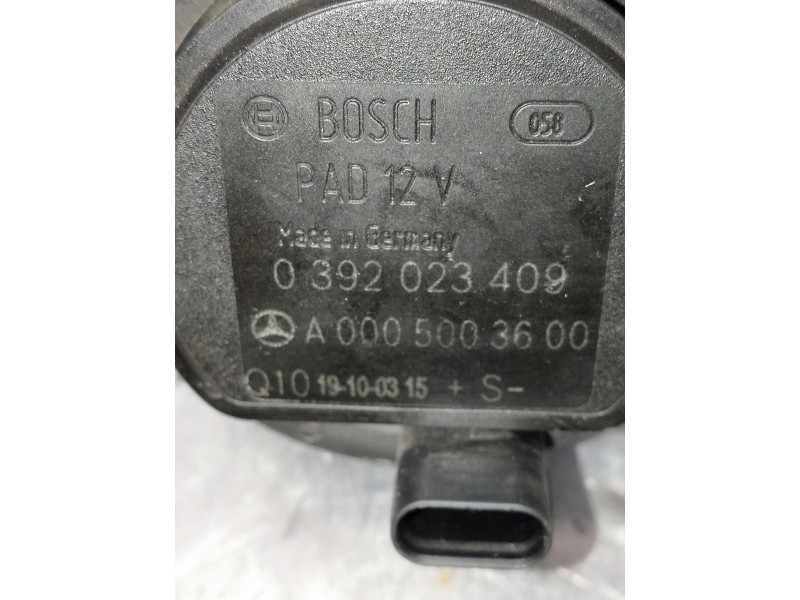 BOSCH 058
PAD 12 V
Made in Germany
0 392 023 409
A 000 500 36 00
Q10 19-10-03 15 + S -